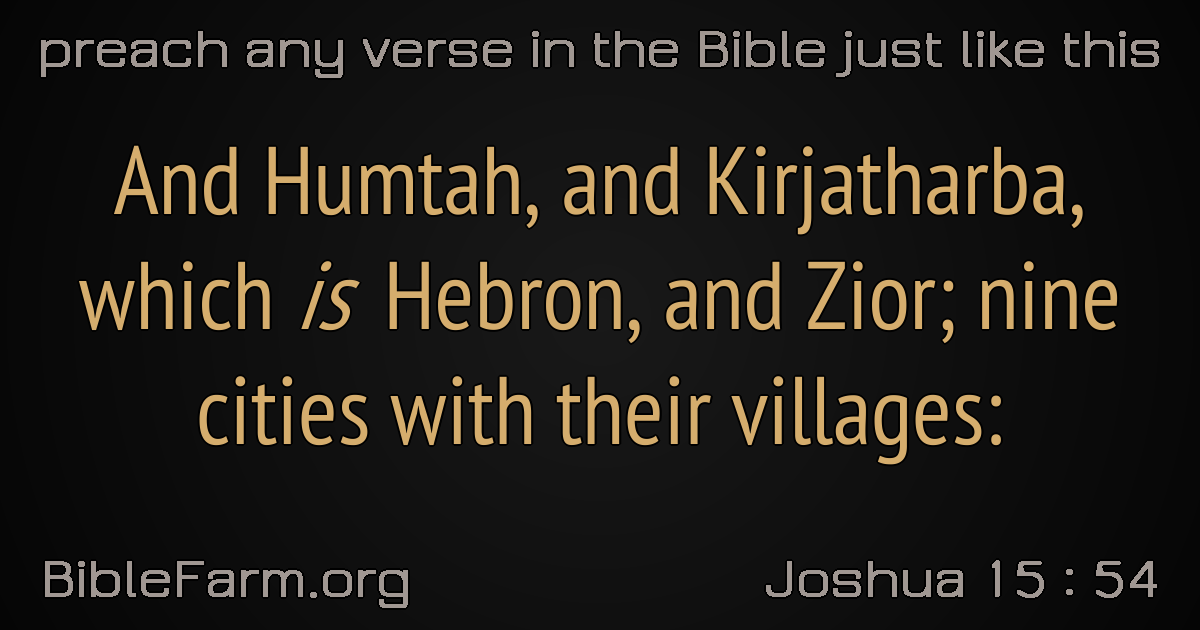 preach any verse in the Bible just like this
And Humtah, and Kirjatharba,
which is Hebron, and Zior; nine
cities with their villages:
BibleFarm.org
Joshua 15 : 54